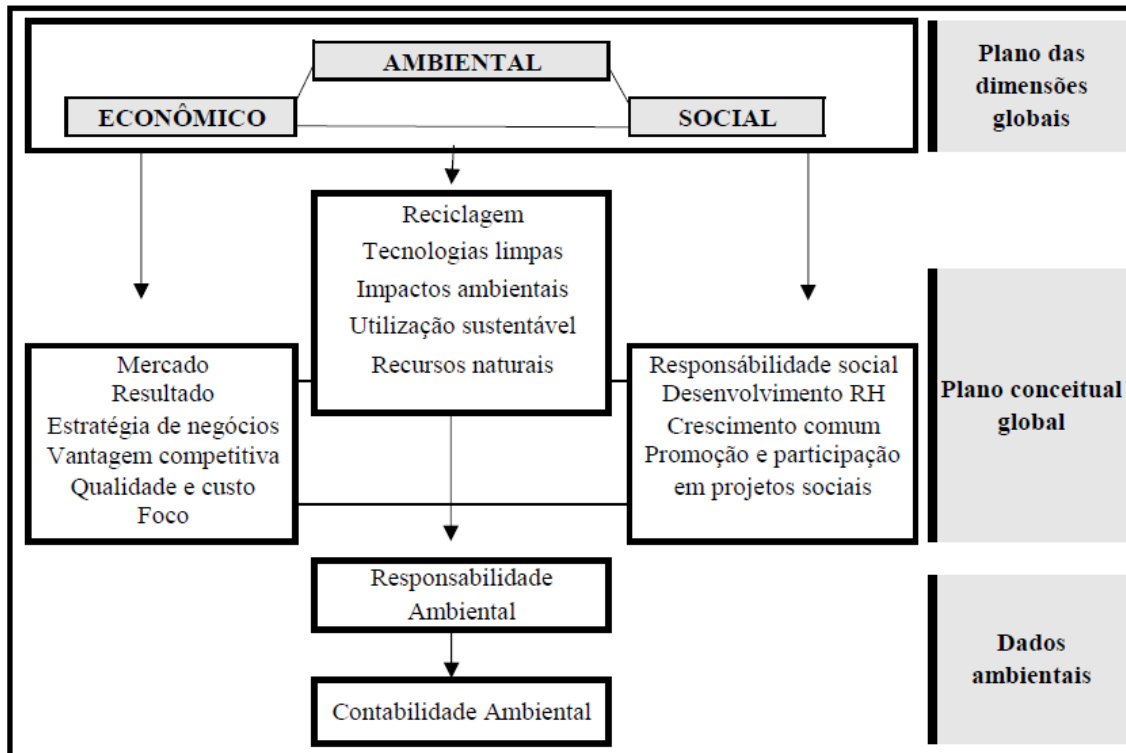 AMBIENTAL
ECONÔMICO
SOCIAL
Plano das
dimensões
globais
Reciclagem
Tecnologias limpas
Impactos ambientais
Utilização sustentável
Recursos naturais
Mercado
Resultado
Estratégia de negócios
Vantagem competitiva
Qualidade e custo
Foco
Responsábilidade social
Desenvolvimento RH
Crescimento comum
Promoção e participação
em projetos sociais
Plano conceitual
global
Responsabilidade
Ambiental
Contabilidade Ambiental
Dados
ambientais